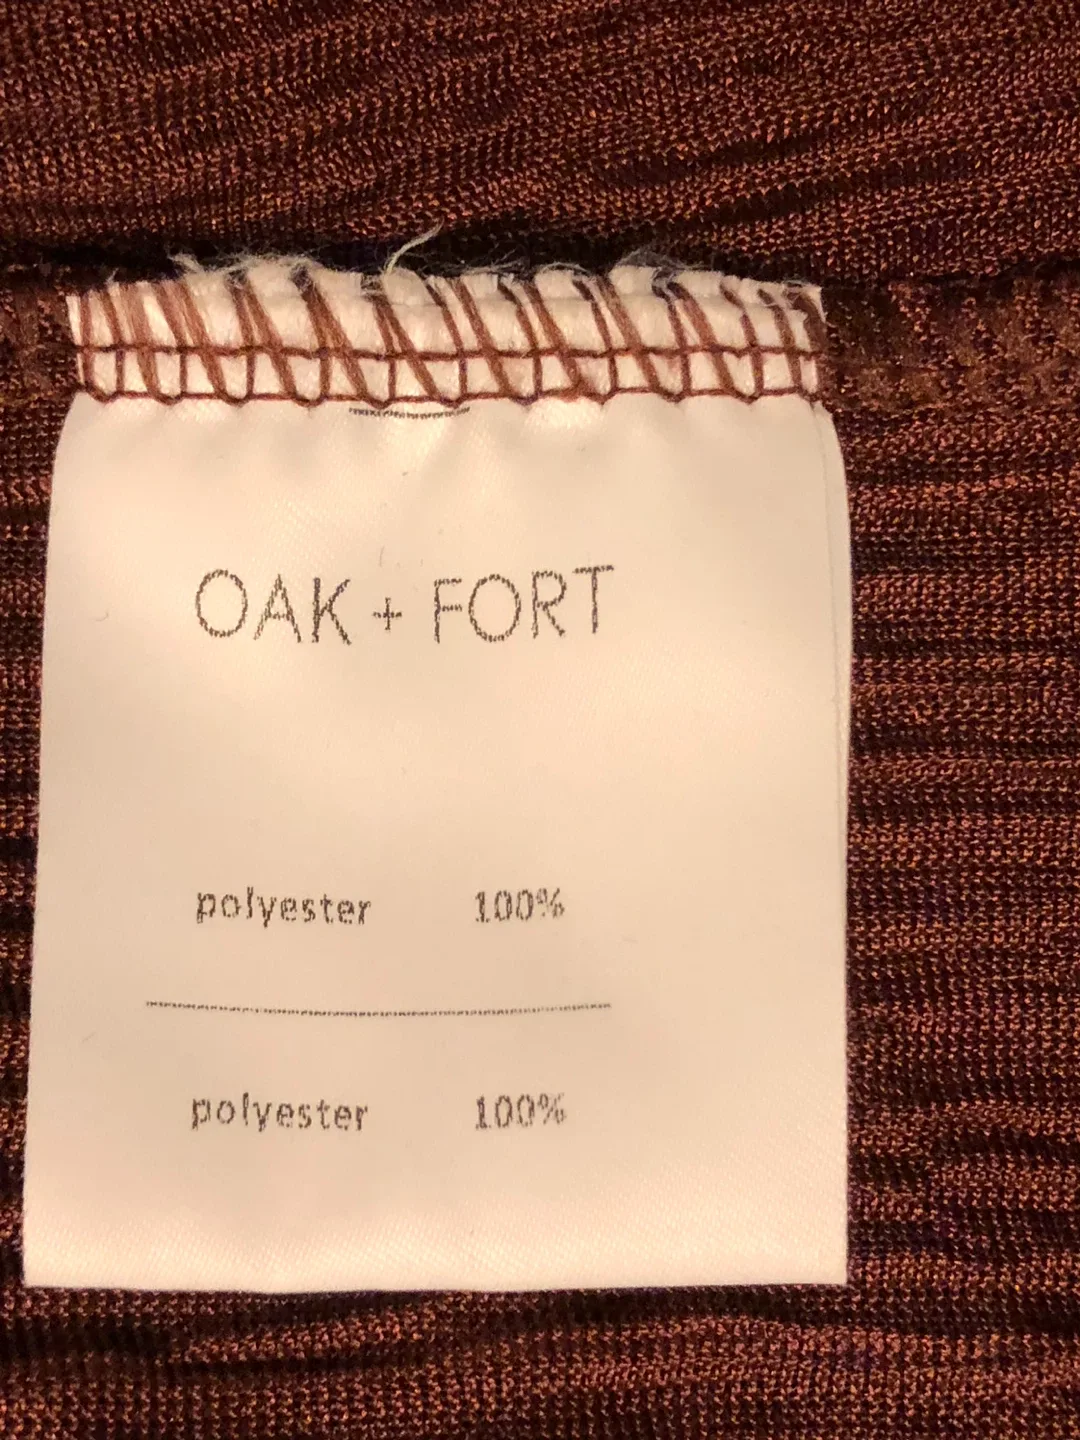 OAK + FORT
polyester 100%
polyester 100%